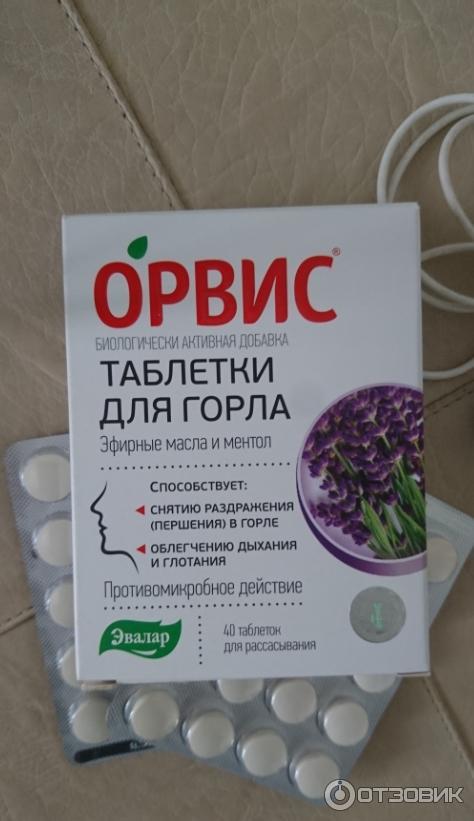 ОРВИС®
БИОЛОГИЧЕСКИ АКТИВНАЯ ДОБАВКА
ТАБЛЕТКИ
ДЛЯ ГОРЛА
Эфирные масла и ментол
СПОСОБСТВУЕТ:
СНЯТИЮ РАЗДРАЖЕНИЯ
(ПЕРШЕНИЯ) В ГОРЛЕ
ОБЛЕГЧЕНИЮ ДЫХАНИЯ
И ГЛОТАНИЯ
Противомикробное действие
Эвалар
40 таблеток
для рассасывания
ОТЗОВИК